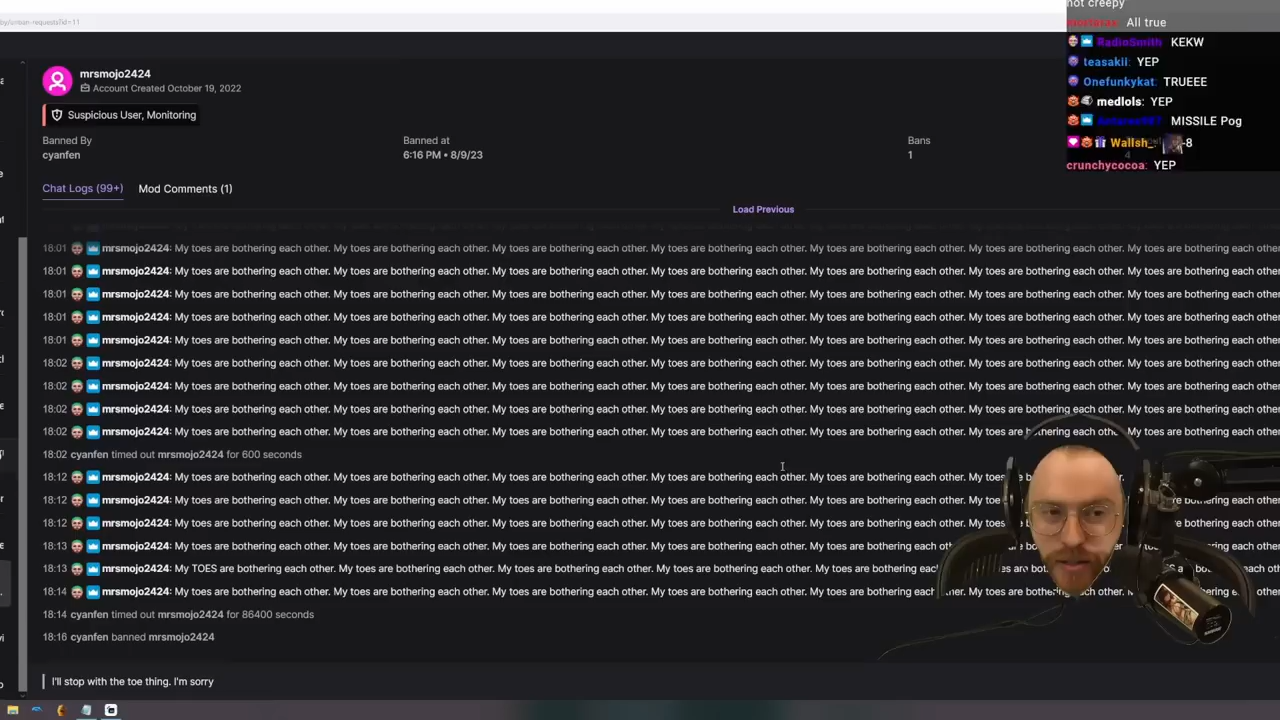 by/unban-requests?id=11
not creepy
All true
RadioSmith KEKW
teasakii: YEP
Onefunkykat: TRUEEE
medlols: YEP
MISSILE Pog
Wallsh_: -8
4
crunchycocoa: YEP
mrsmojo2424
Account Created October 19, 2022
Suspicious User, Monitoring
Banned By
cyanfen
Banned at
6:16 PM • 8/9/23
Bans
1
Chat Logs (99+) Mod Comments (1)
Load Previous
18:01 mrsmojo2424: My toes are bothering each other. My toes are bothering each other. My toes are bothering each other. My toes are bothering each other. My toes are bothering each other. My toes are bothering each other. My toes are bothering each
18:01 mrsmojo2424: My toes are bothering each other. My toes are bothering each other. My toes are bothering each other. My toes are bothering each other. My toes are bothering each other. My toes are bothering each other. My toes are bothering each other.
18:01 mrsmojo2424: My toes are bothering each other. My toes are bothering each other. My toes are bothering each other. My toes are bothering each other. My toes are bothering each other. My toes are bothering each other. My toes are bothering each other.
18:01 mrsmojo2424: My toes are bothering each other. My toes are bothering each other. My toes are bothering each other. My toes are bothering each other. My toes are bothering each other. My toes are bothering each other. My toes are bothering each other.
18:01 mrsmojo2424: My toes are bothering each other. My toes are bothering each other. My toes are bothering each other. My toes are bothering each other. My toes are bothering each other. My toes are bothering each other. My toes are bothering each other.
18:02 mrsmojo2424: My toes are bothering each other. My toes are bothering each other. My toes are bothering each other. My toes are bothering each other. My toes are bothering each other. My toes are bothering each other. My toes are bothering each other.
18:02 mrsmojo2424: My toes are bothering each other. My toes are bothering each other. My toes are bothering each other. My toes are bothering each other. My toes are bothering each other. My toes are bothering each other. My toes are bothering each other.
18:02 mrsmojo2424: My toes are bothering each other. My toes are bothering each other. My toes are bothering each other. My toes are bothering each other. My toes are bothering each other. My toes are bothering each other. My toes are bothering each other.
18:02 mrsmojo2424: My toes are bothering each other. My toes are bothering each other. My toes are bothering each other. My toes are bothering each other. My toes are bothering each other. My toes are bothering each other. My toes are bothering each other.
18:02 cyanfen timed out mrsmojo2424 for 600 seconds
18:12 mrsmojo2424: My toes are bothering each other. My toes are bothering each other. My toes are bothering each other. My toes are bothering each other. My toes are bothering each other. My toes
18:12 mrsmojo2424: My toes are bothering each other. My toes are bothering each other. My toes are bothering each other. My toes are bothering each other. My toes are bothering each other. My toes
18:12 mrsmojo2424: My toes are bothering each other. My toes are bothering each other. My toes are bothering each other. My toes are bothering each other. My toes are bothering each other. My toes
18:13 mrsmojo2424: My toes are bothering each other. My toes are bothering each other. My toes are bothering each other. My toes are bothering each other. My toes are bothering each other. My toes
18:13 mrsmojo2424: My TOES are bothering each other. My toes are bothering each other. My toes are bothering each other. My toes are bothering each other. My toes are bothering each other.
18:14 mrsmojo2424: My toes are bothering each other. My toes are bothering each other. My toes are bothering each other. My toes are bothering each other. My toes are bothering each
18:14 cyanfen timed out mrsmojo2424 for 86400 seconds
18:16 cyanfen banned mrsmojo2424
I'll stop with the toe thing. I'm sorry